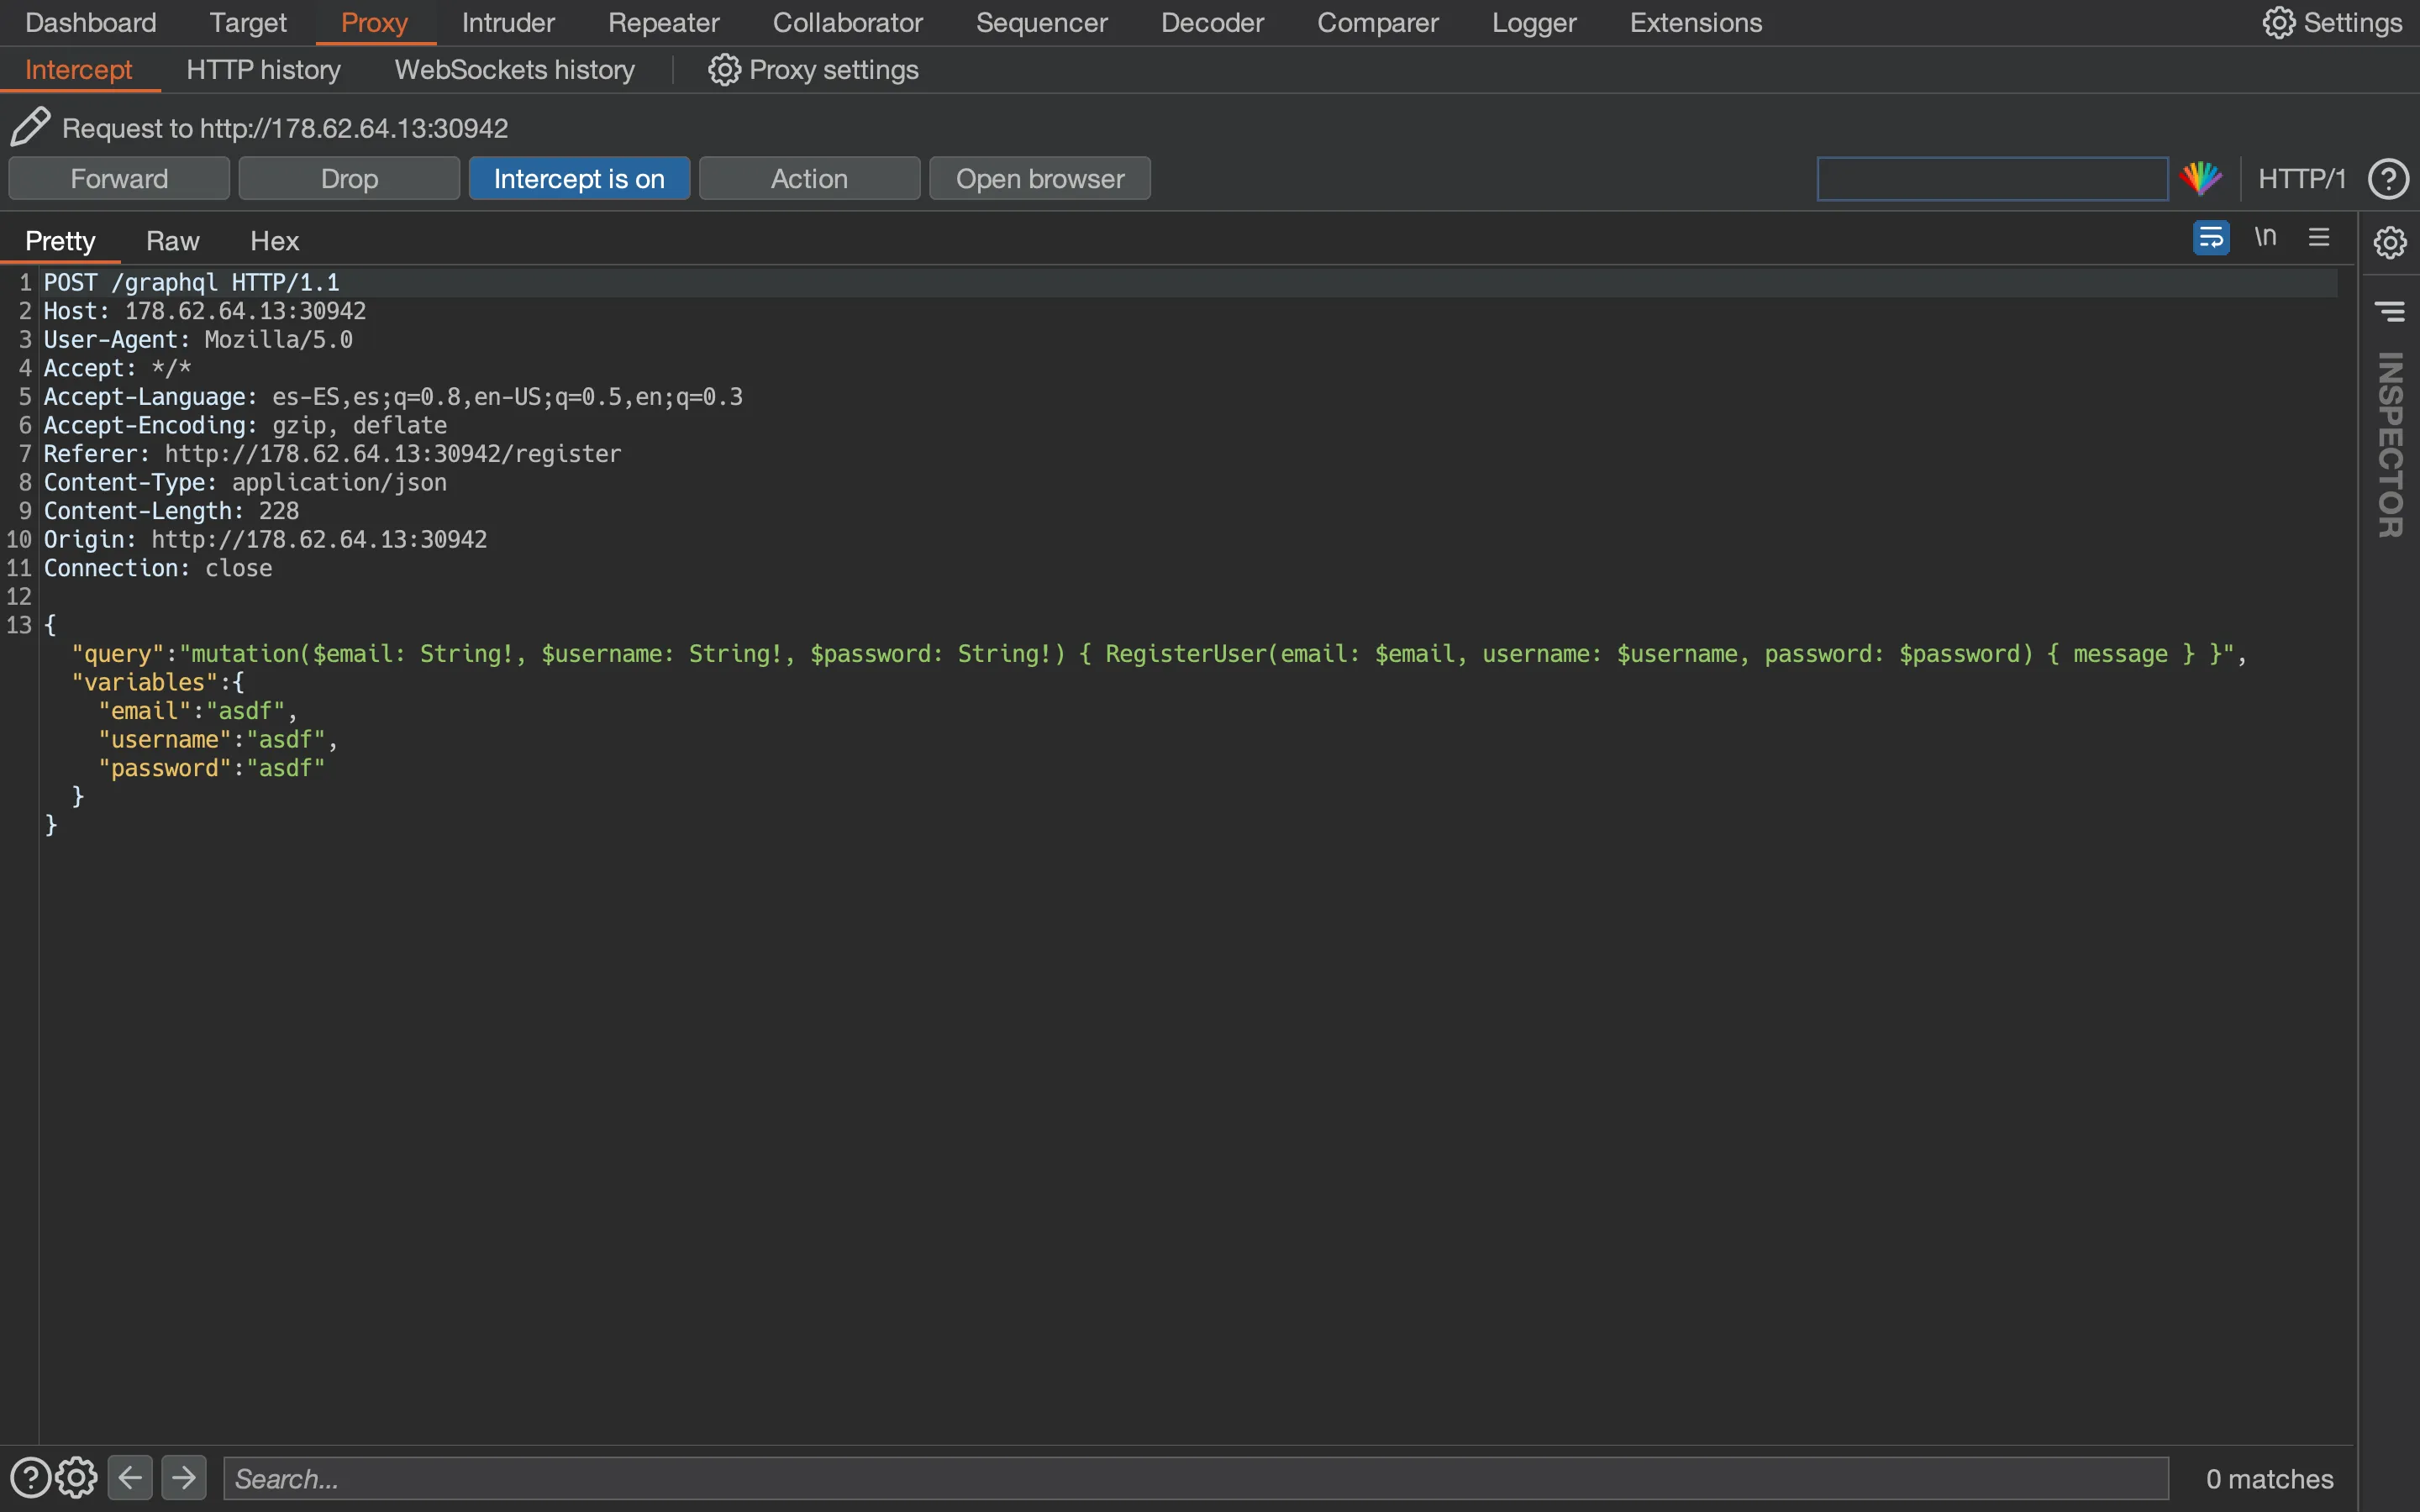 Dashboard Target Proxy Intruder Repeater Collaborator Sequencer Decoder Comparer Logger Extensions Settings
Intercept HTTP history WebSockets history Proxy settings
Request to http://178.62.64.13:30942
Forward Drop Intercept is on Action Open browser HTTP/1 ?
Pretty Raw Hex \n
1 POST /graphql HTTP/1.1
2 Host: 178.62.64.13:30942
3 User-Agent: Mozilla/5.0
4 Accept: */*
5 Accept-Language: es-ES,es;q=0.8,en-US;q=0.5,en;q=0.3
6 Accept-Encoding: gzip, deflate
7 Referer: http://178.62.64.13:30942/register
8 Content-Type: application/json
9 Content-Length: 228
10 Origin: http://178.62.64.13:30942
11 Connection: close
12
13 {
"query":"mutation($email: String!, $username: String!, $password: String!) { RegisterUser(email: $email, username: $username, password: $password) { message } }",
"variables":{
"email":"asdf",
"username":"asdf",
"password":"asdf"
}
}
INSPECTOR
? Search... 0 matches